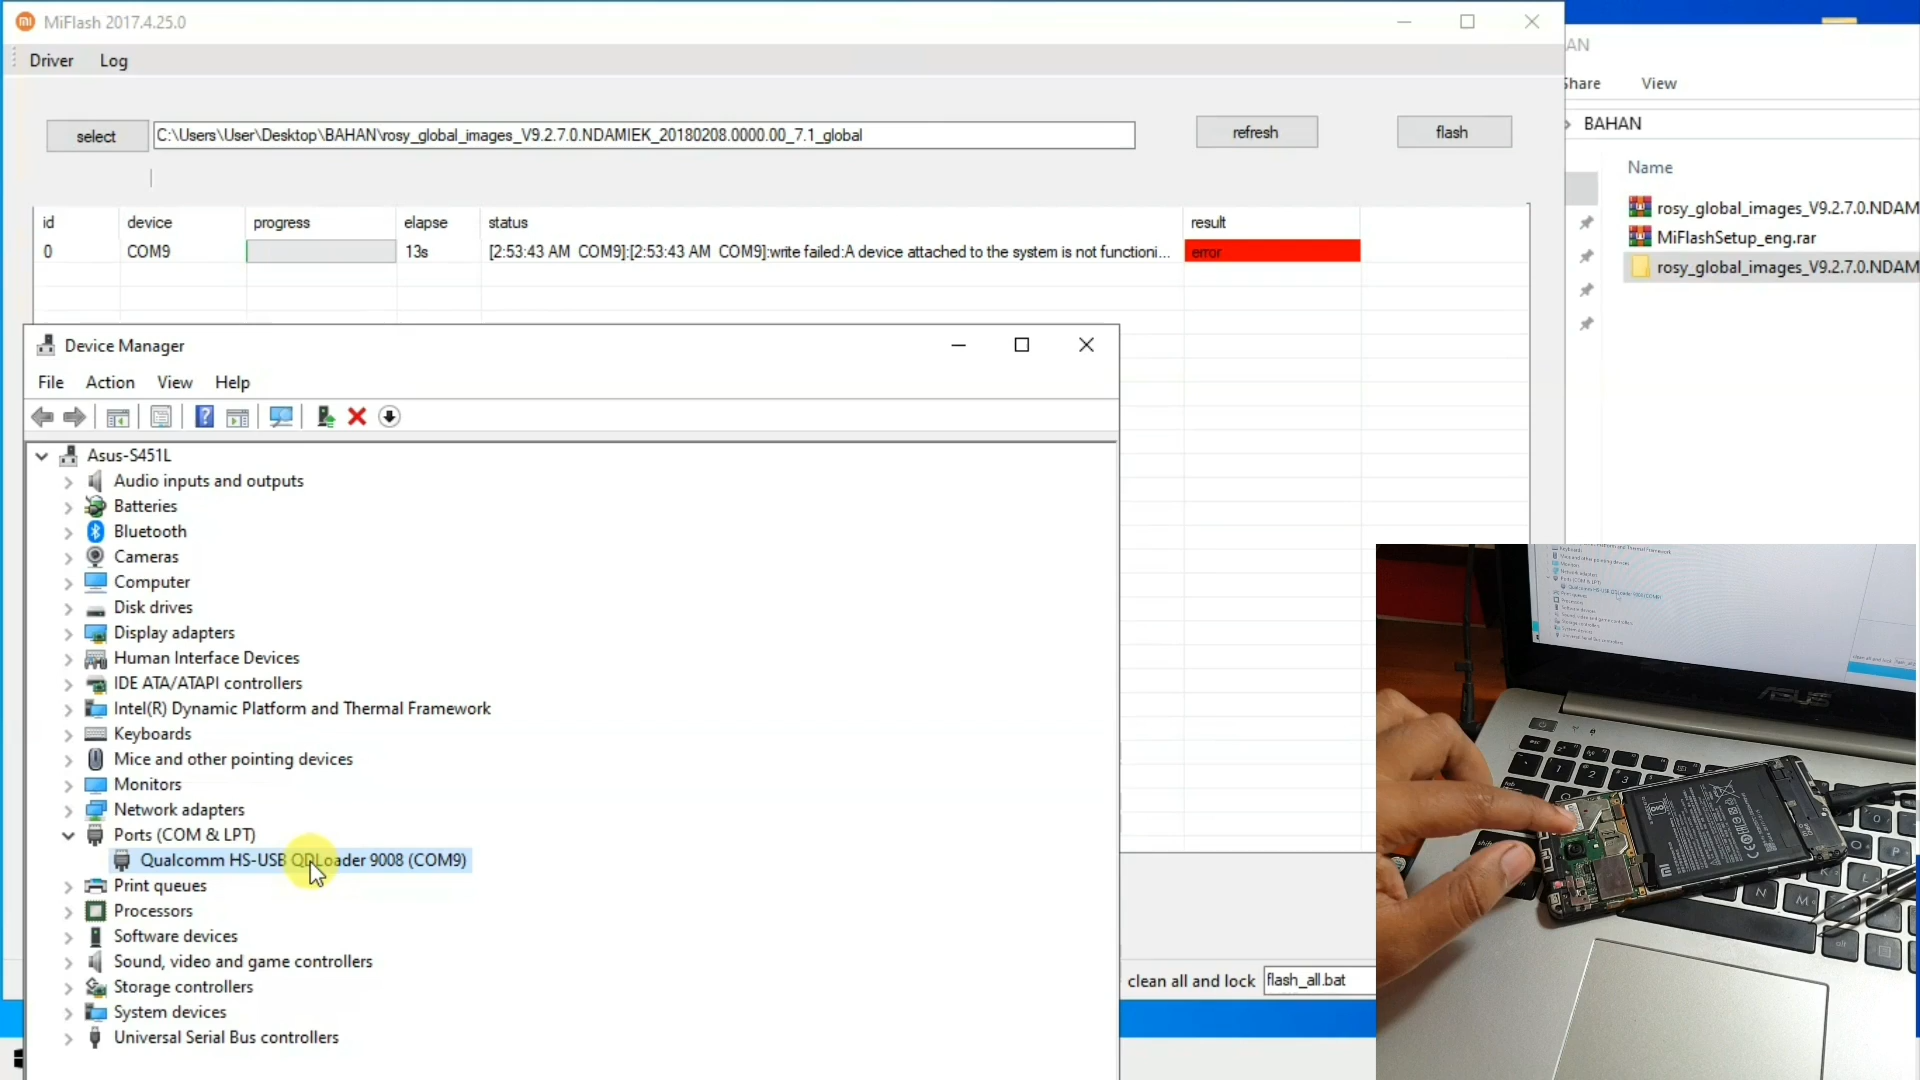 MiFlash 2017.4.25.0
Driver Log
select C:\Users\User\Desktop\BAHAN\rosy_global_images_V9.2.7.0.NDAMIEK_20180208.0000.00_7.1_global refresh flash
id device progress elapse status result
0 COM9 13s [2:53:43 AM COM9]:[2:53:43 AM COM9]:write failed:A device attached to the system is not functioni... error
AN
Share View
BAHAN
Name
rosy_global_images_V9.2.7.0.NDAM
MiFlashSetup_eng.rar
rosy_global_images_V9.2.7.0.NDAM
Device Manager
File Action View Help
Asus-S451L
Audio inputs and outputs
Batteries
Bluetooth
Cameras
Computer
Disk drives
Display adapters
Human Interface Devices
IDE ATA/ATAPI controllers
Intel(R) Dynamic Platform and Thermal Framework
Keyboards
Mice and other pointing devices
Monitors
Network adapters
Ports (COM & LPT)
Qualcomm HS-USB QDLoader 9008 (COM9)
Print queues
Processors
Software devices
Sound, video and game controllers
Storage controllers
System devices
Universal Serial Bus controllers
clean all and lock flash_all.bat
ASUS